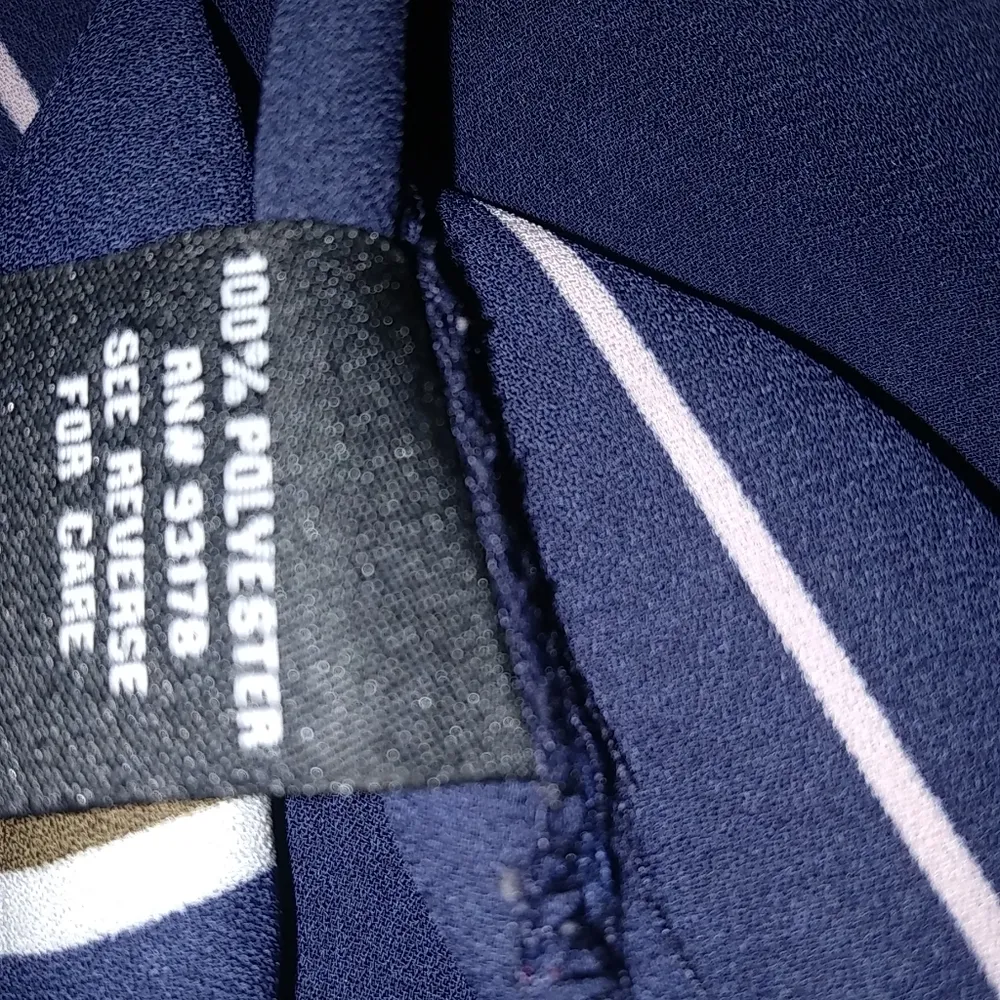 100% POLYESTER
RN# 93178
SEE REVERSE
FOR CARE